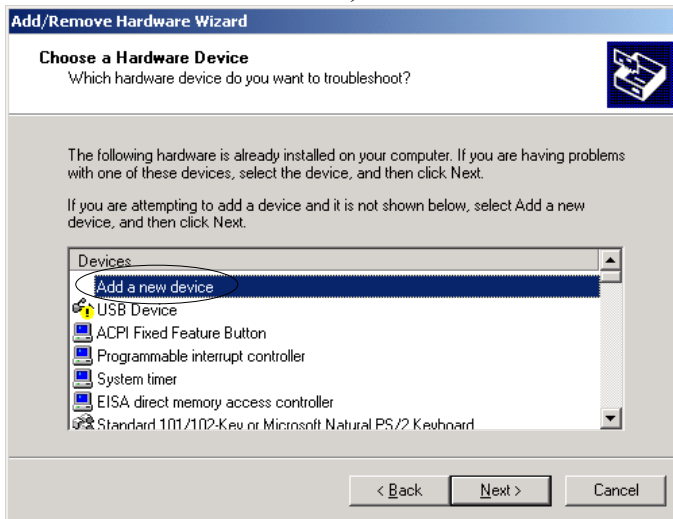 Add/Remove Hardware Wizard
Choose a Hardware Device
Which hardware device do you want to troubleshoot?
The following hardware is already installed on your computer. If you are having problems
with one of these devices, select the device, and then click Next.
If you are attempting to add a device and it is not shown below, select Add a new
device, and then click Next.
Devices
Add a new device
USB Device
ACPI Fixed Feature Button
Programmable interrupt controller
System timer
EISA direct memory access controller
Standard 101/102-Key or Microsoft Natural PS/2 Keyboard
< Back Next > Cancel